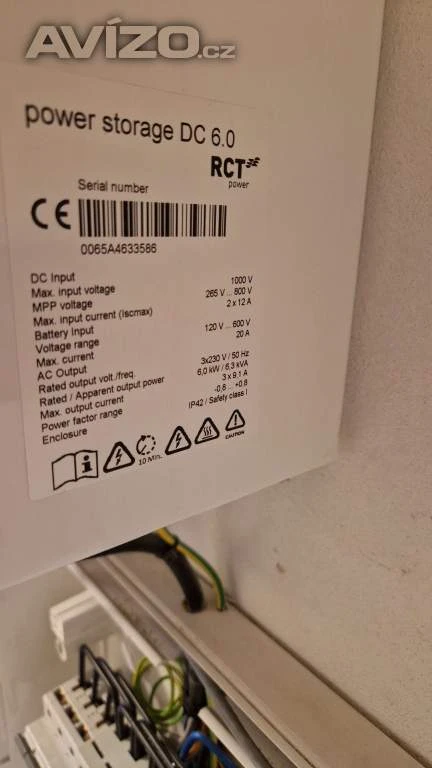 AVÍZO.cz
power storage DC 6.0
RCT
power
Serial number
CE
0065A4633586
DC Input
Max. input voltage 1000 V
MPP voltage 265 V ... 800 V
Max. input current (Iscmax) 2 x 12 A
Battery Input
Voltage range 120 V ... 600 V
Max. current 20 A
AC Output
Rated output volt./freq. 3x230 V / 50 Hz
Rated / Apparent output power 6,0 kW / 6,3 kVA
Max. output current 3 x 9,1 A
Power factor range -0,8 ... +0,8
Enclosure IP42 / Safety class I
10 Min.
CAUTION